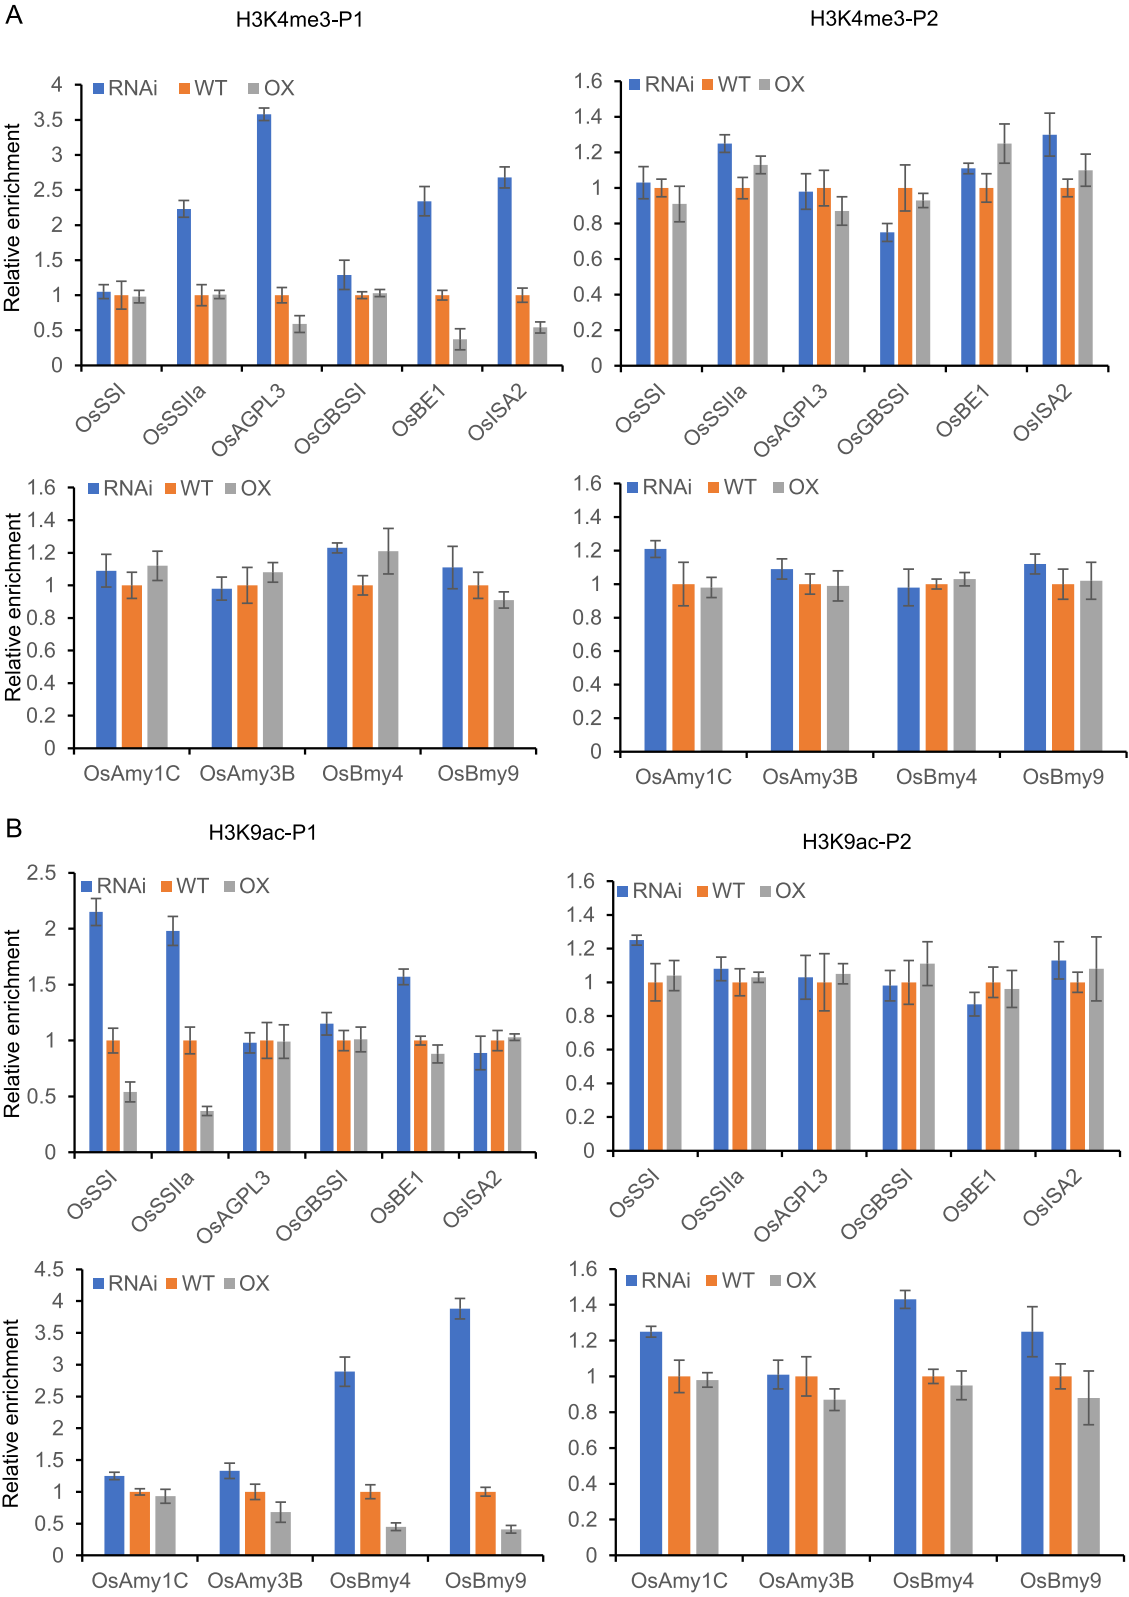 A
H3K4me3-P1
H3K4me3-P2
Relative enrichment
4
3.5
3
2.5
2
1.5
1
0.5
0
RNAi WT OX
OsSSI OsSSIIa OsAGPL3 OsGBSSI OsBE1 OsISA2
1.6
1.4
1.2
1
0.8
0.6
0.4
0.2
0
RNAi WT OX
OsSSI OsSSIIa OsAGPL3 OsGBSSI OsBE1 OsISA2
Relative enrichment
1.6
1.4
1.2
1
0.8
0.6
0.4
0.2
0
RNAi WT OX
OsAmy1C OsAmy3B OsBmy4 OsBmy9
1.6
1.4
1.2
1
0.8
0.6
0.4
0.2
0
RNAi WT OX
OsAmy1C OsAmy3B OsBmy4 OsBmy9
B
H3K9ac-P1
H3K9ac-P2
Relative enrichment
2.5
2
1.5
1
0.5
0
RNAi WT OX
OsSSI OsSSIIa OsAGPL3 OsGBSSI OsBE1 OsISA2
1.6
1.4
1.2
1
0.8
0.6
0.4
0.2
0
RNAi WT OX
OsSSI OsSSIIa OsAGPL3 OsGBSSI OsBE1 OsISA2
Relative enrichment
4.5
4
3.5
3
2.5
2
1.5
1
0.5
0
RNAi WT OX
OsAmy1C OsAmy3B OsBmy4 OsBmy9
1.6
1.4
1.2
1
0.8
0.6
0.4
0.2
0
RNAi WT OX
OsAmy1C OsAmy3B OsBmy4 OsBmy9